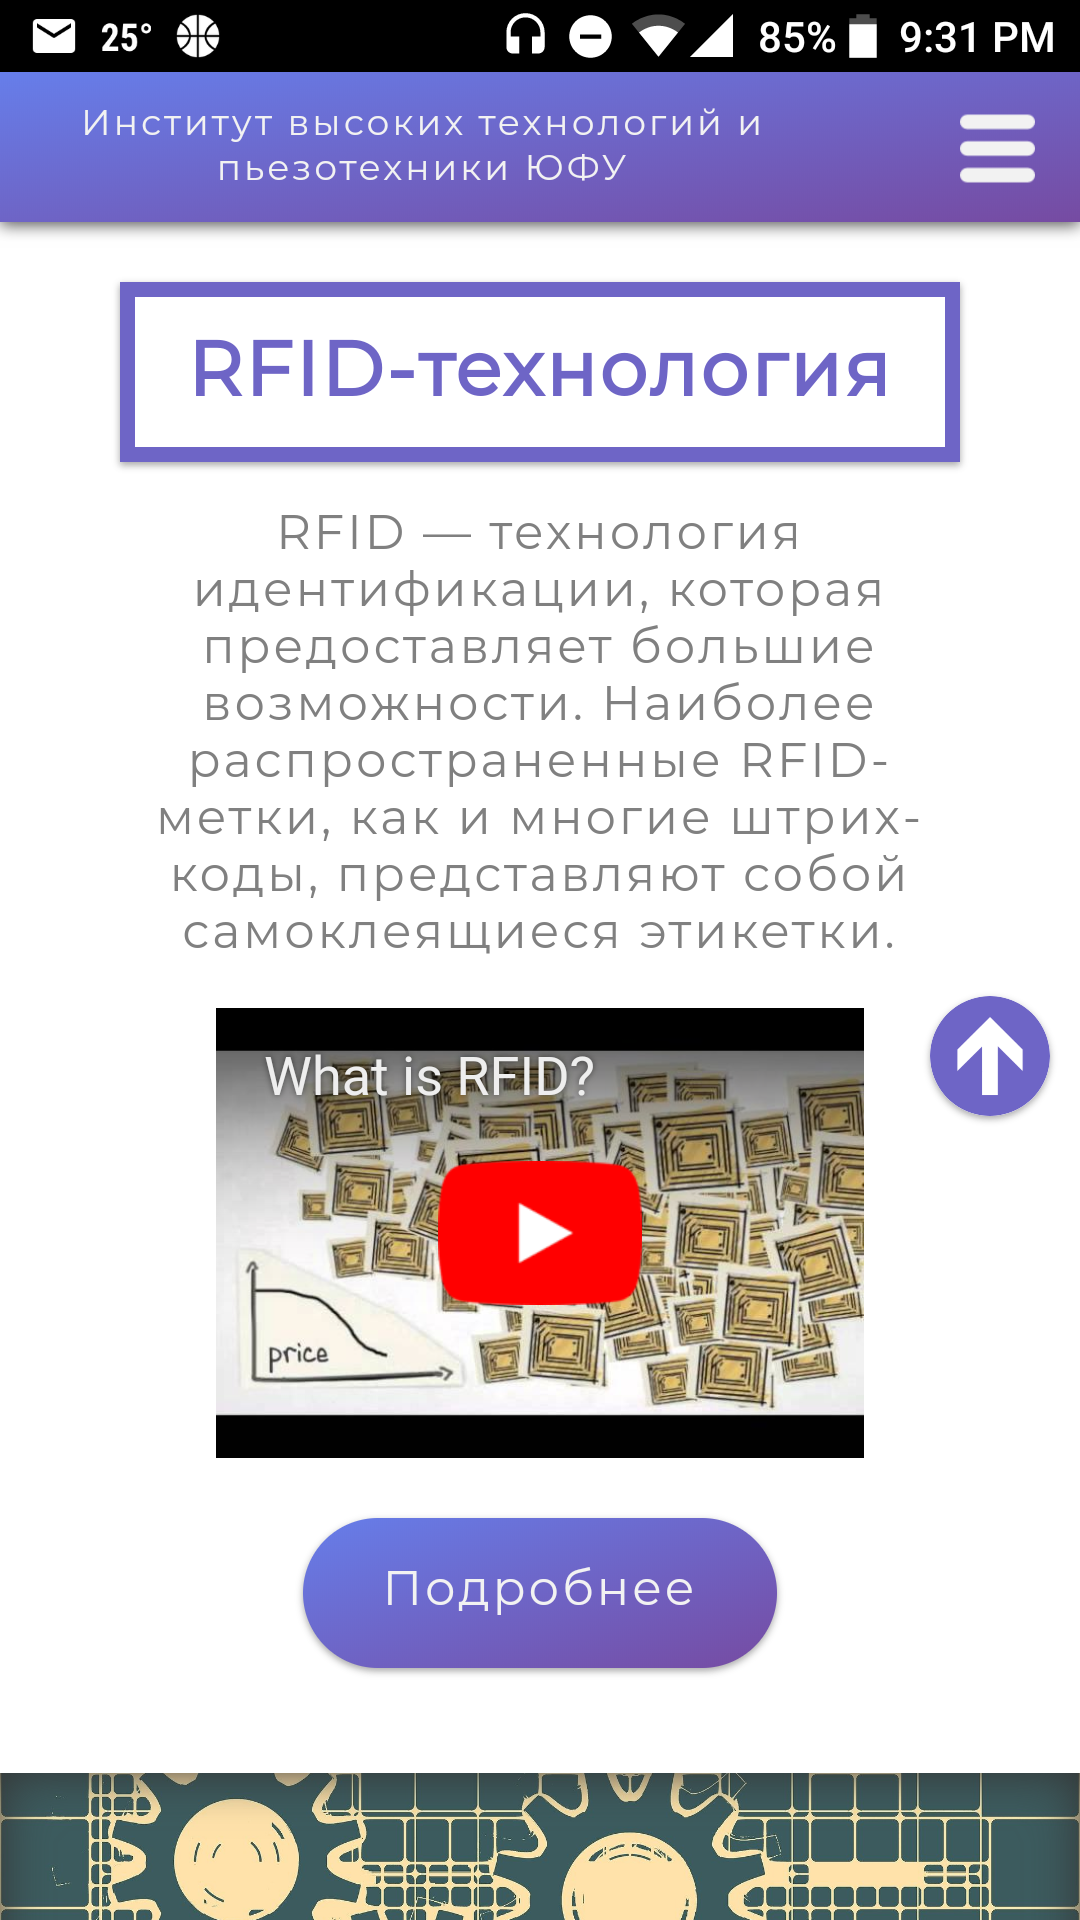 25°
85%
9:31 PM
Институт высоких технологий и
пьезотехники ЮФУ
RFID-технология
RFID — технология
идентификации, которая
предоставляет большие
возможности. Наиболее
распространенные RFID-
метки, как и многие штрих-
коды, представляют собой
самоклеящиеся этикетки.
What is RFID?
price
Подробнее